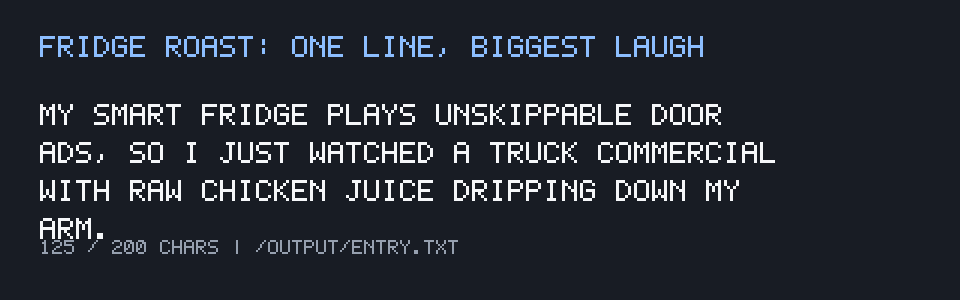 FRIDGE ROAST: ONE LINE, BIGGEST LAUGH
MY SMART FRIDGE PLAYS UNSKIPPABLE DOOR
ADS, SO I JUST WATCHED A TRUCK COMMERCIAL
WITH RAW CHICKEN JUICE DRIPPING DOWN MY
ARM.
125 / 200 CHARS | /OUTPUT/ENTRY.TXT